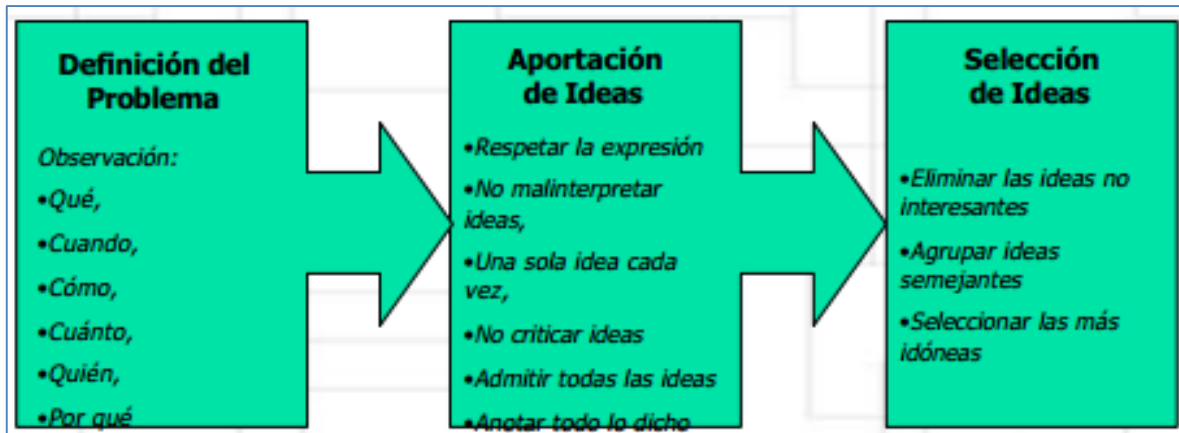 Definición del
Problema
Observación:
•Qué,
•Cuando,
•Cómo,
•Cuánto,
•Quién,
•Por qué
Aportación
de Ideas
•Respetar la expresión
•No malinterpretar
ideas,
•Una sola idea cada
vez,
•No criticar ideas
•Admitir todas las ideas
•Anotar todo lo dicho
Selección
de Ideas
•Eliminar las ideas no
interesantes
•Agrupar ideas
semejantes
•Seleccionar las más
idóneas